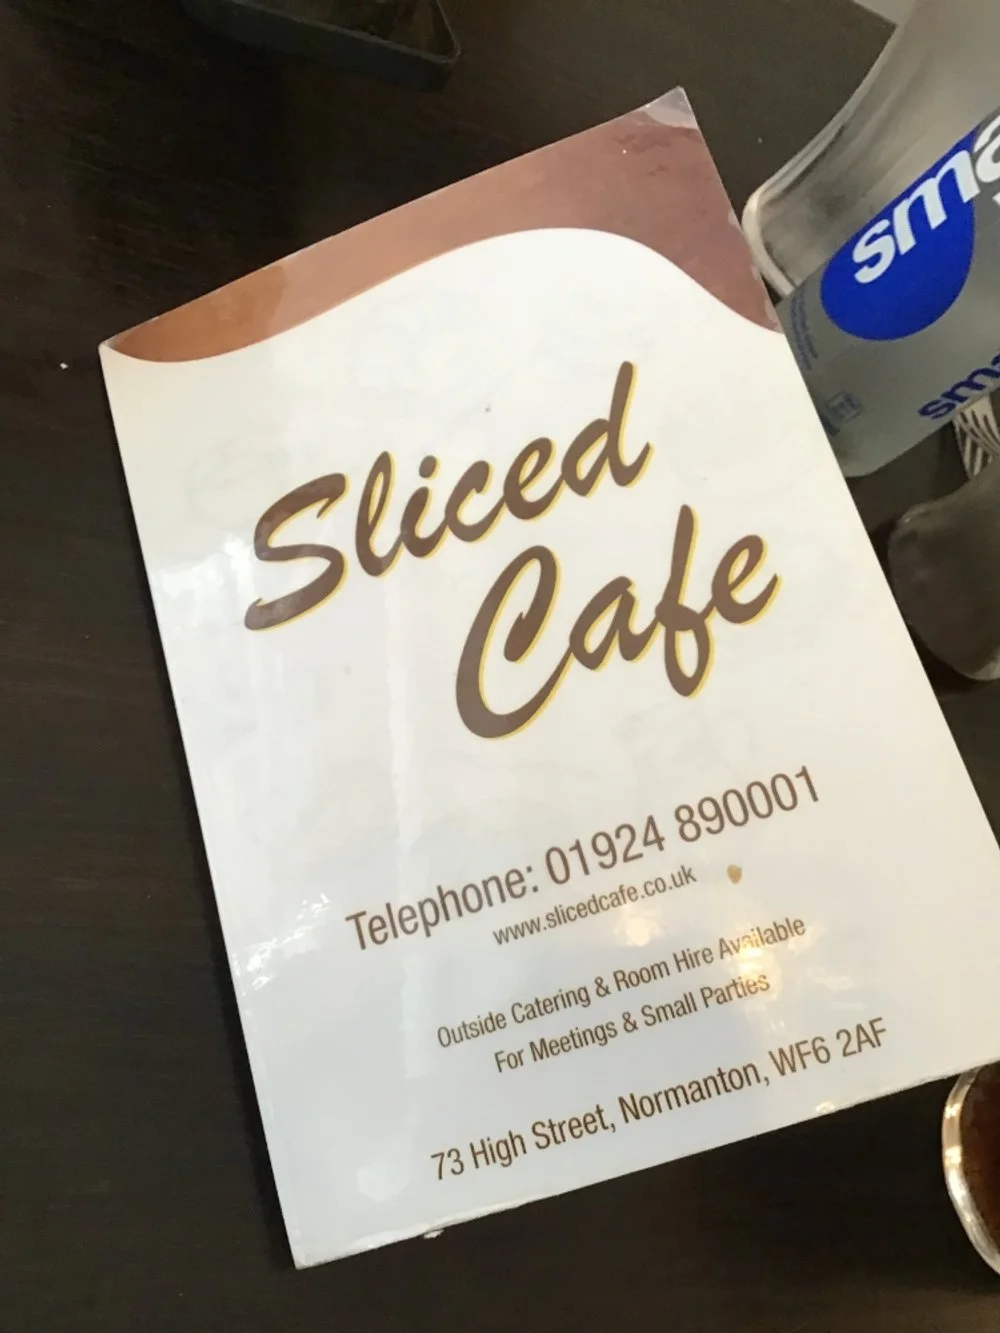 Sliced
Cafe
Telephone: 01924 890001
www.slicedcafe.co.uk
Outside Catering & Room Hire Available
For Meetings & Small Parties
73 High Street, Normanton, WF6 2AF
sma
sma